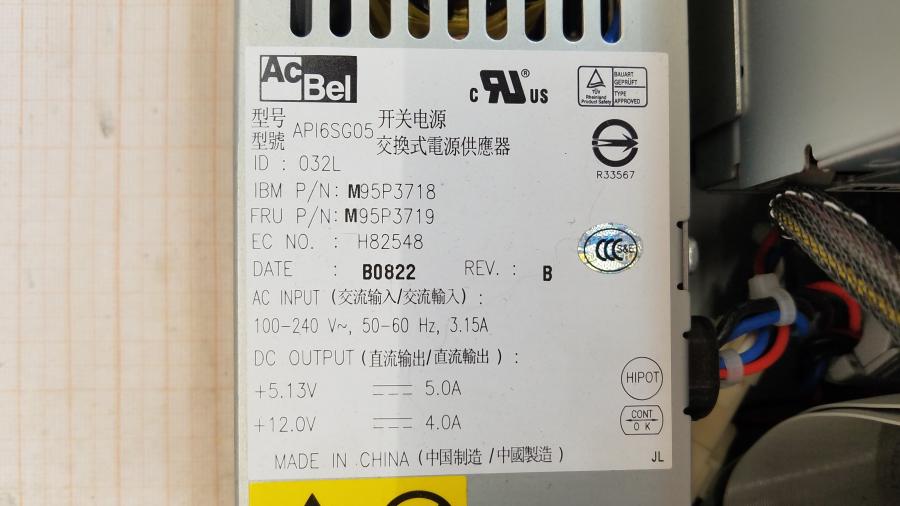 AcBel
c RU® US
BAUART GEPRÜFT
TÜV Rheinland Product Safety
TYPE APPROVED
型号 開关电源
型號 API6SG05 交換式電源供應器
R33567
ID : 032L
IBM P/N: M95P3718
FRU P/N: M95P3719
EC NO. : H82548
CCC S&E
DATE : B0822 REV. : B
AC INPUT (交流输入/交流輸入) :
100-240 V~, 50-60 Hz, 3.15A
DC OUTPUT (直流输出/直流輸出) :
+5.13V 5.0A
HIPOT
+12.0V 4.0A
CONT OK
MADE IN CHINA (中国制造/中國製造)
JL